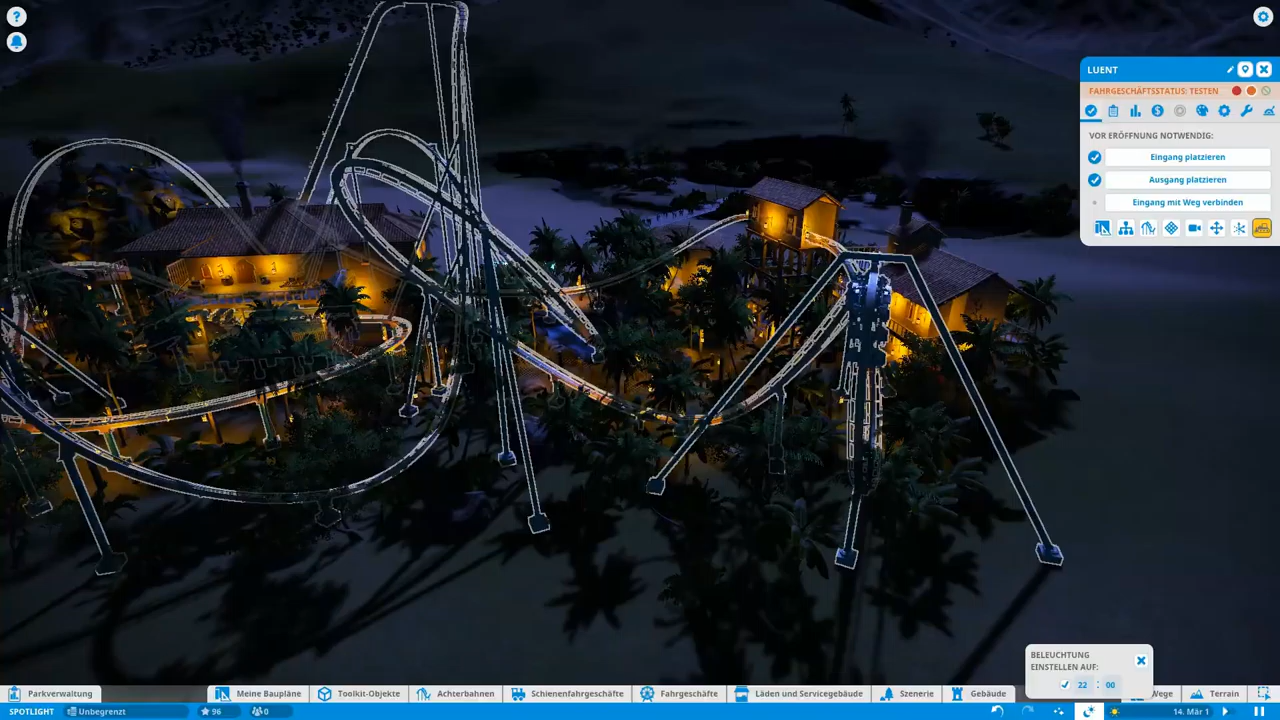 LUENT
FAHRGESCHÄFTSSTATUS: TESTEN
VOR ERÖFFNUNG NOTWENDIG:
Eingang platzieren
Ausgang platzieren
Eingang mit Weg verbinden
BELEUCHTUNG
EINSTELLEN AUF:
22 : 00
Parkverwaltung
Meine Baupläne
Toolkit-Objekte
Achterbahnen
Schienenfahrgeschäfte
Fahrgeschäfte
Läden und Servicegebäude
Szenerie
Gebäude
Wege
Terrain
SPOTLIGHT
Unbegrenzt
96
0
14. Mär 1